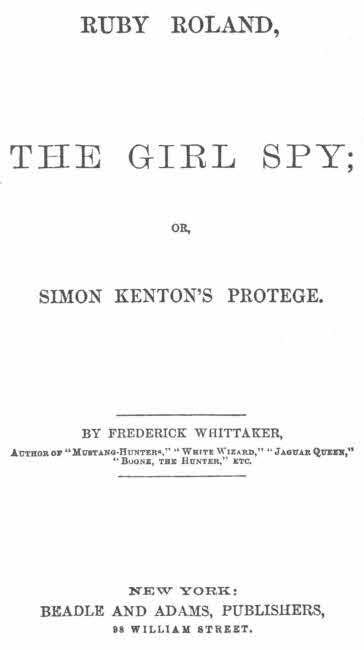 RUBY ROLAND,
THE GIRL SPY;
OR,
SIMON KENTON'S PROTEGE.
BY FREDERICK WHITTAKER,
AUTHOR OF "MUSTANG-HUNTERS," "WHITE WIZARD," "JAGUAR QUEEN,"
"BOONE, THE HUNTER," ETC.
NEW YORK:
BEADLE AND ADAMS, PUBLISHERS,
98 WILLIAM STREET.